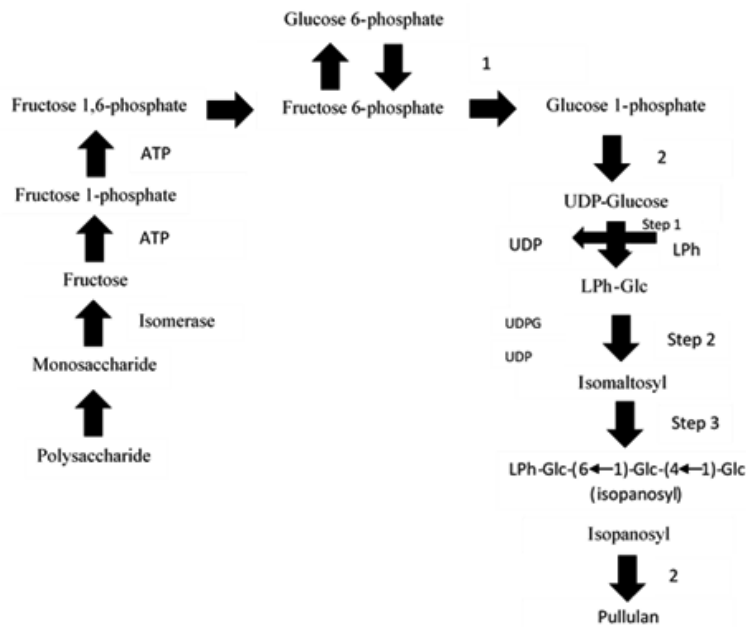 Glucose 6-phosphate
1
Fructose 1,6-phosphate
Fructose 6-phosphate
Glucose 1-phosphate
ATP
2
Fructose 1-phosphate
UDP-Glucose
Step 1
ATP
UDP
LPh
Fructose
LPh-Glc
Isomerase
UDPG
Step 2
UDP
Monosaccharide
Isomaltosyl
Step 3
Polysaccharide
LPh-Glc-(6←1)-Glc-(4←1)-Glc
(isopanosyl)
Isopanosyl
2
Pullulan